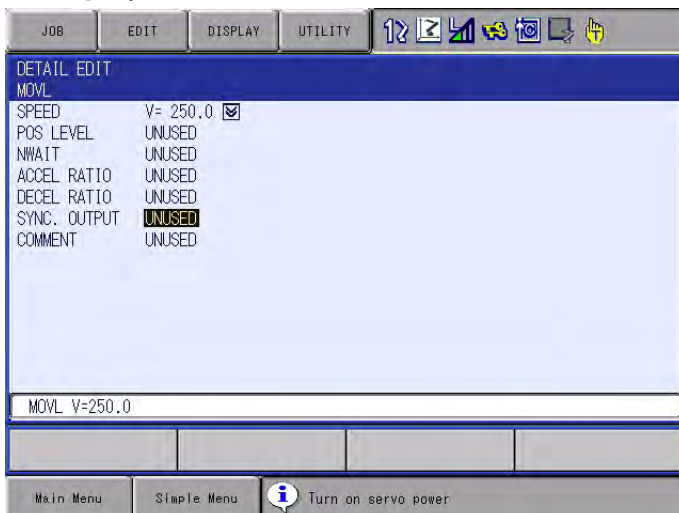 JOB EDIT DISPLAY UTILITY
DETAIL EDIT
MOVL
SPEED V= 250.0
POS LEVEL UNUSED
NWAIT UNUSED
ACCEL RATIO UNUSED
DECEL RATIO UNUSED
SYNC. OUTPUT UNUSED
COMMENT UNUSED
MOVL V=250.0
Main Menu Simple Menu Turn on servo power